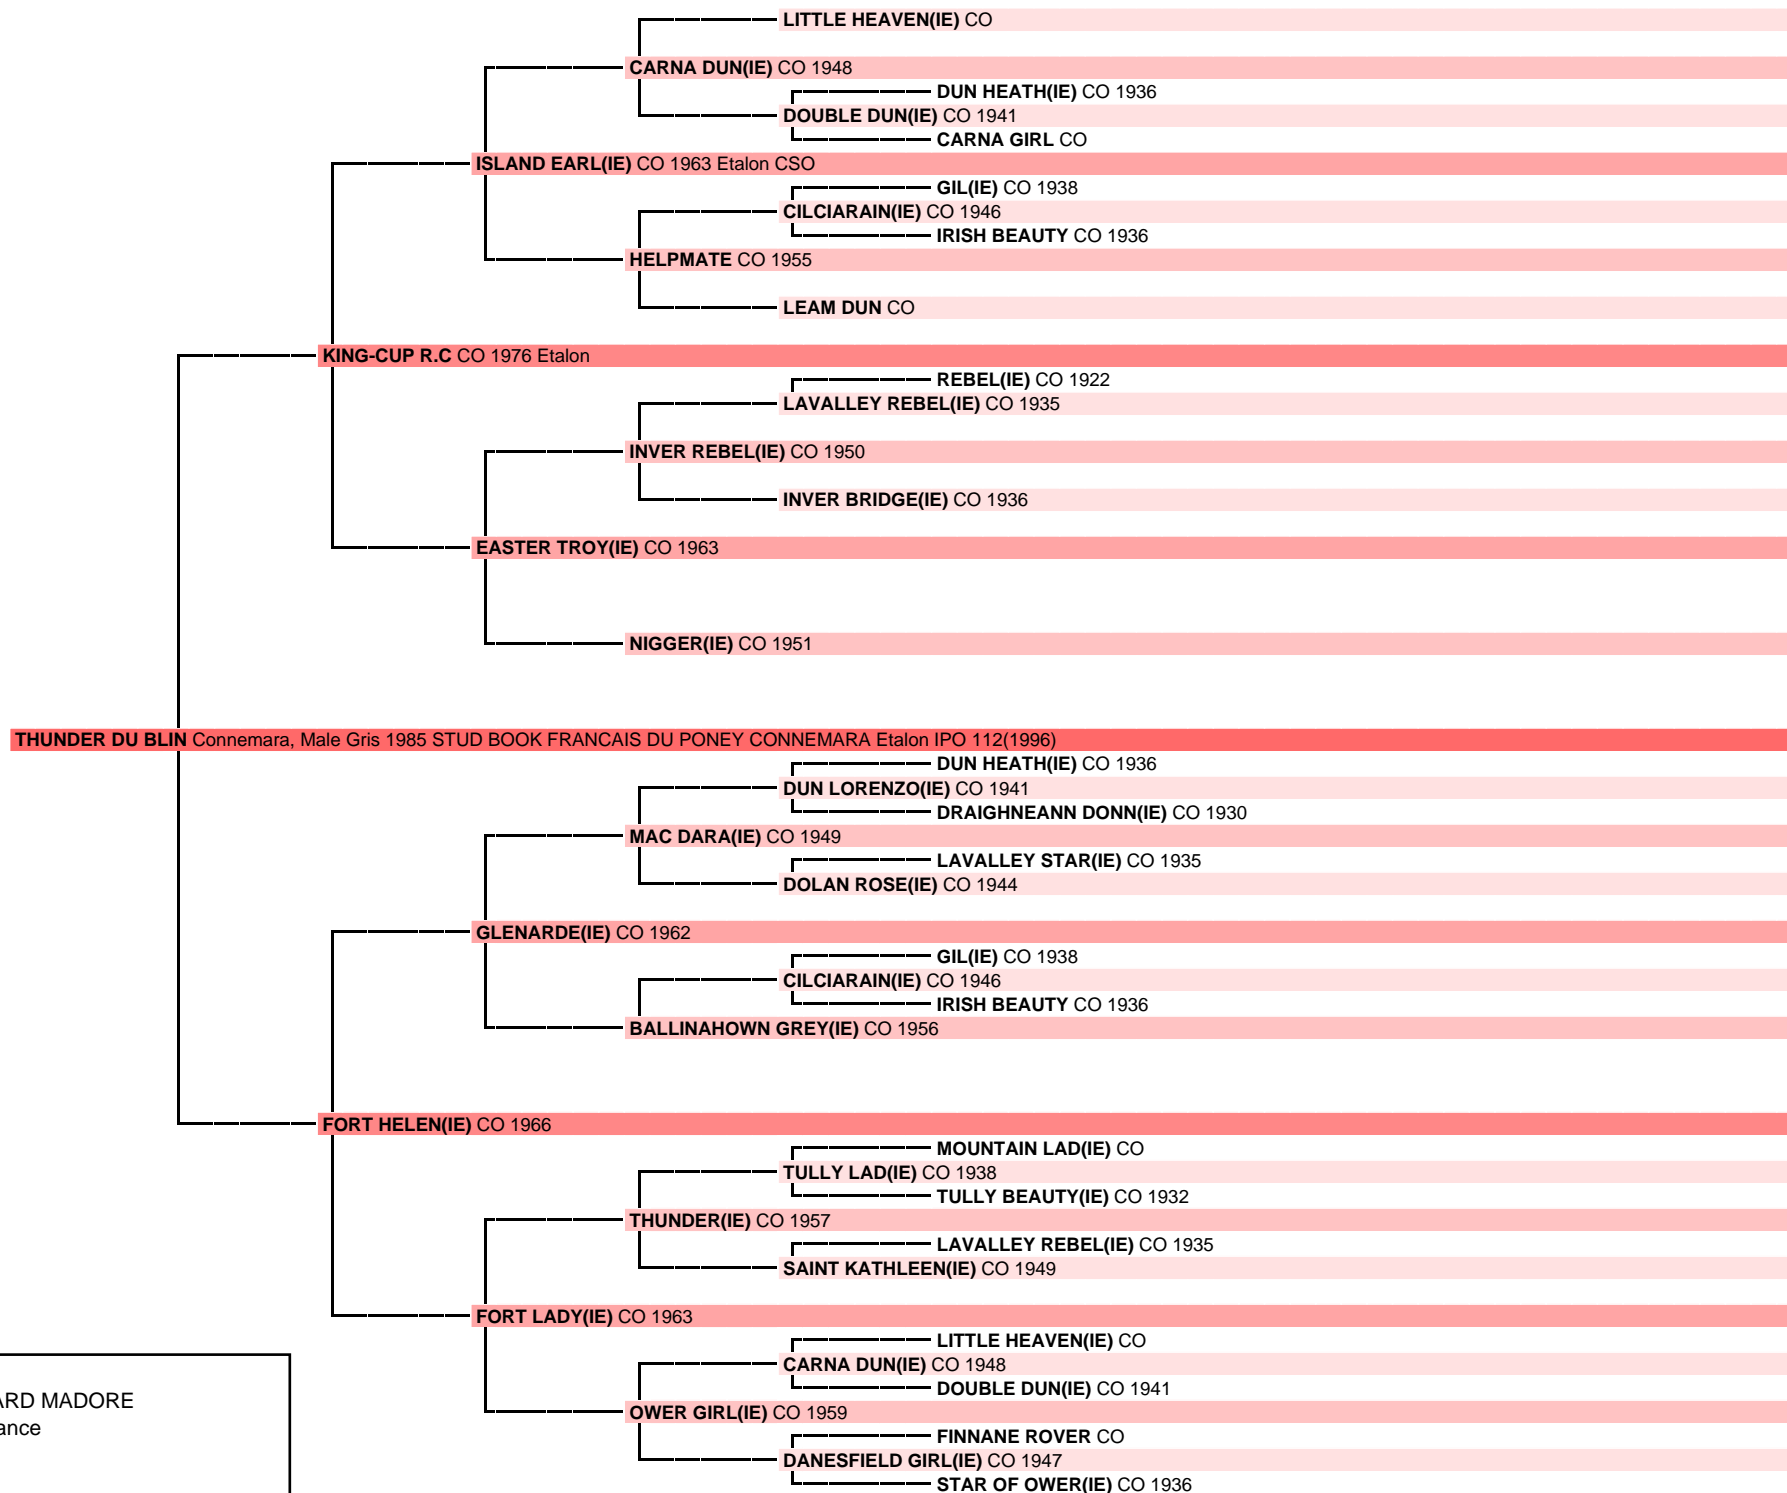 LITTLE HEAVEN(IE) CO
CARNA DUN(IE) CO 1948
DUN HEATH(IE) CO 1936
DOUBLE DUN(IE) CO 1941
CARNA GIRL CO
ISLAND EARL(IE) CO 1963 Etalon CSO
GIL(IE) CO 1938
CILCIARAIN(IE) CO 1946
IRISH BEAUTY CO 1936
HELPMATE CO 1955
LEAM DUN CO
KING-CUP R.C CO 1976 Etalon
REBEL(IE) CO 1922
LAVALLEY REBEL(IE) CO 1935
INVER REBEL(IE) CO 1950
INVER BRIDGE(IE) CO 1936
EASTER TROY(IE) CO 1963
NIGGER(IE) CO 1951
THUNDER DU BLIN Connemara, Male Gris 1985 STUD BOOK FRANCAIS DU PONEY CONNEMARA Etalon IPO 112(1996)
DUN HEATH(IE) CO 1936
DUN LORENZO(IE) CO 1941
DRAIGHNEANN DONN(IE) CO 1930
MAC DARA(IE) CO 1949
LAVALLEY STAR(IE) CO 1935
DOLAN ROSE(IE) CO 1944
GLENARDE(IE) CO 1962
GIL(IE) CO 1938
CILCIARAIN(IE) CO 1946
IRISH BEAUTY CO 1936
BALLINAHOWN GREY(IE) CO 1956
FORT HELEN(IE) CO 1966
MOUNTAIN LAD(IE) CO
TULLY LAD(IE) CO 1938
TULLY BEAUTY(IE) CO 1932
THUNDER(IE) CO 1957
LAVALLEY REBEL(IE) CO 1935
SAINT KATHLEEN(IE) CO 1949
FORT LADY(IE) CO 1963
LITTLE HEAVEN(IE) CO
CARNA DUN(IE) CO 1948
DOUBLE DUN(IE) CO 1941
OWER GIRL(IE) CO 1959
FINNANE ROVER CO
DANESFIELD GIRL(IE) CO 1947
STAR OF OWER(IE) CO 1936
ARD MADORE
ance